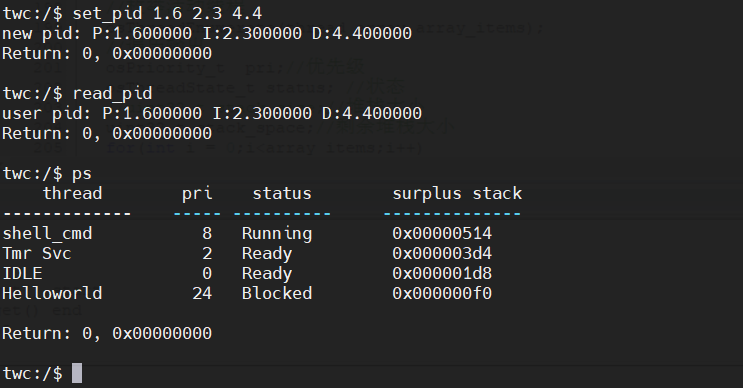 twc:/$ set_pid 1.6 2.3 4.4
new pid: P:1.600000 I:2.300000 D:4.400000
Return: 0, 0x00000000
twc:/$ read_pid
user pid: P:1.600000 I:2.300000 D:4.400000
Return: 0, 0x00000000
twc:/$ ps
thread pri status surplus stack
------------- ----- ---------- --------------
shell_cmd 8 Running 0x00000514
Tmr Svc 2 Ready 0x000003d4
IDLE 0 Ready 0x000001d8
Helloworld 24 Blocked 0x000000f0
Return: 0, 0x00000000
twc:/$